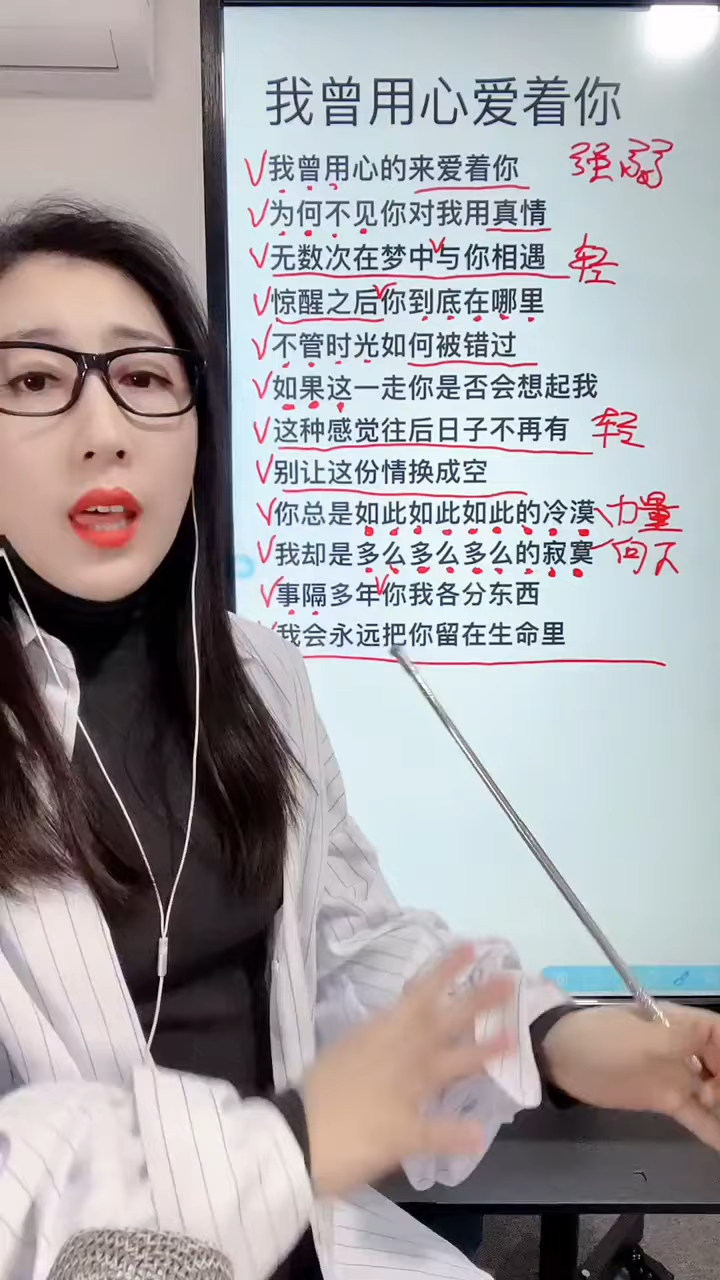 我曾用心爱着你
我曾用心的来爱着你 强弱
为何不见你对我用真情
无数次在梦中与你相遇 轻
惊醒之后你到底在哪里
不管时光如何被错过
如果这一走你是否会想起我
这种感觉往后日子不再有 轻
别让这份情换成空
你总是如此如此如此的冷漠 力量
我却是多么多么多么的寂寞 向下
事隔多年你我各分东西
我会永远把你留在生命里